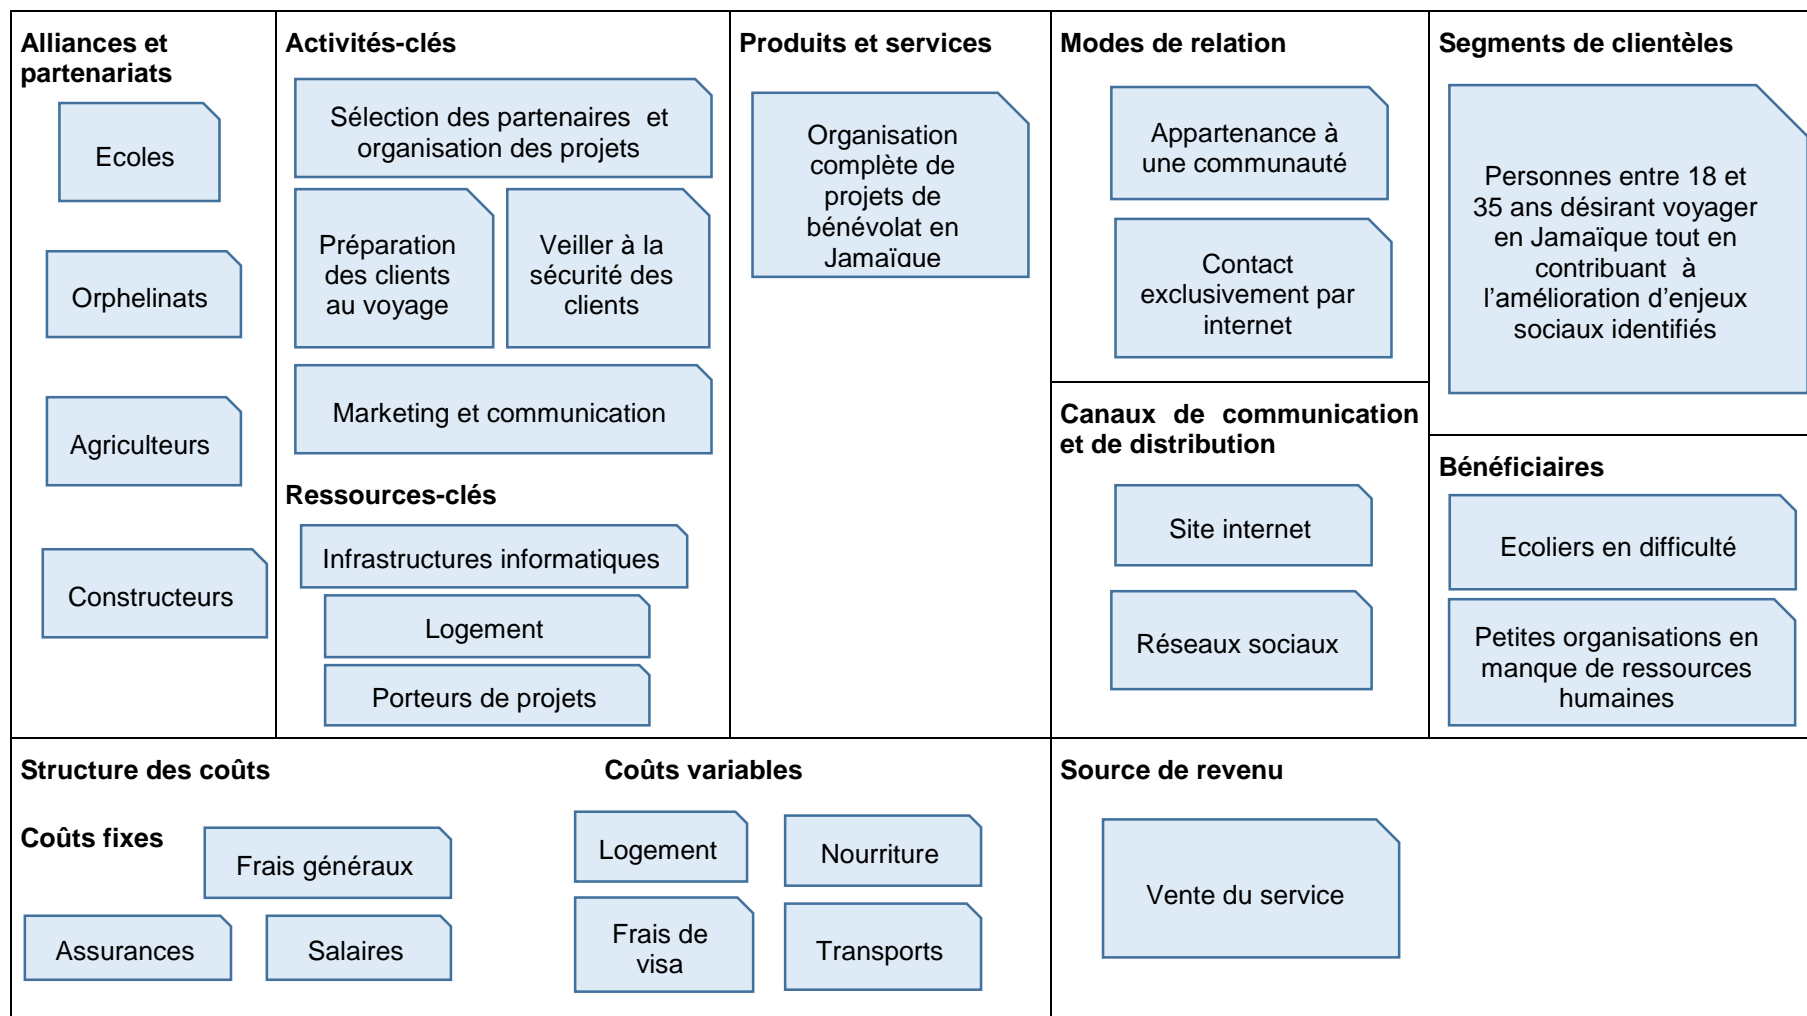 Alliances et
partenariats
Ecoles
Orphelinats
Agriculteurs
Constructeurs
Activités-clés
Sélection des partenaires et
organisation des projets
Préparation
des clients
au voyage
Veiller à la
sécurité des
clients
Marketing et communication
Ressources-clés
Infrastructures informatiques
Logement
Porteurs de projets
Produits et services
Organisation
complète de
projets de
bénévolat en
Jamaïque
Modes de relation
Appartenance à
une communauté
Contact
exclusivement par
internet
Canaux de communication
et de distribution
Site internet
Réseaux sociaux
Segments de clientèles
Personnes entre 18 et
35 ans désirant voyager
en Jamaïque tout en
contribuant à
l’amélioration d’enjeux
sociaux identifiés
Bénéficiaires
Ecoliers en difficulté
Petites organisations en
manque de ressources
humaines
Structure des coûts
Coûts fixes
Frais généraux
Assurances
Salaires
Coûts variables
Logement
Nourriture
Frais de
visa
Transports
Source de revenu
Vente du service